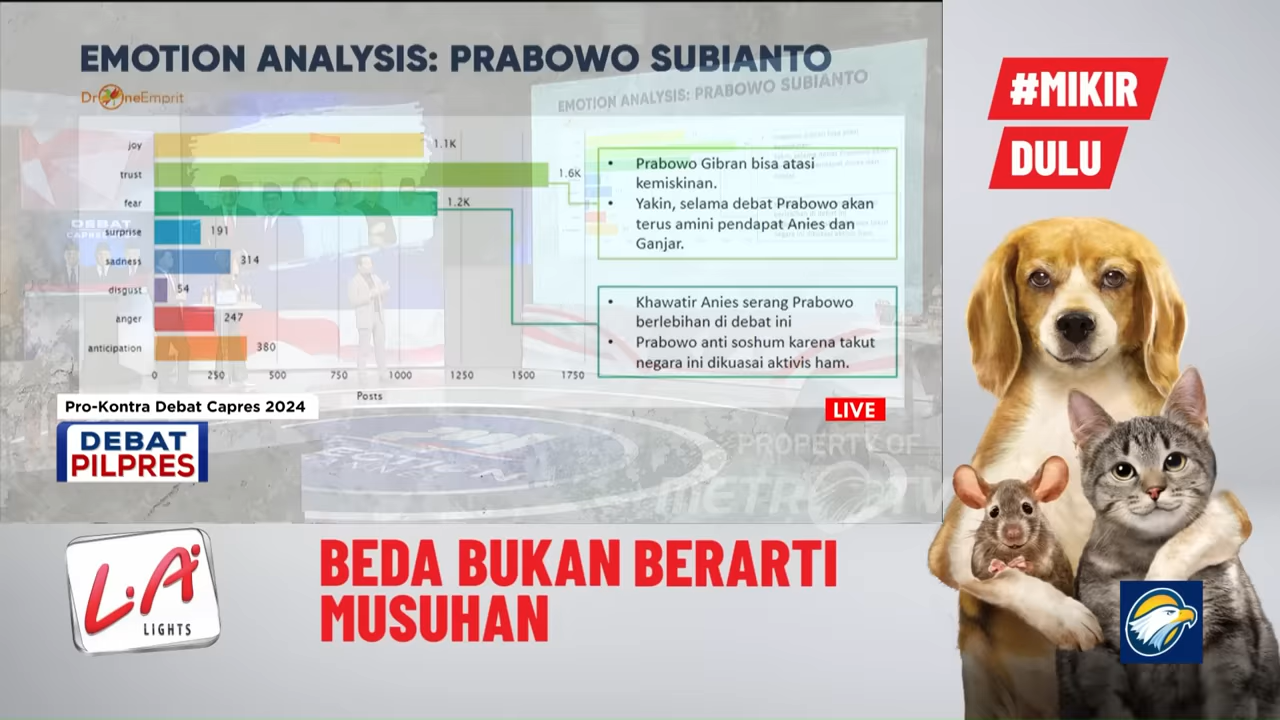 EMOTION ANALYSIS: PRABOWO SUBIANTO
DroneEmprit
EMOTION ANALYSIS: PRABOWO SUBIANTO
joy
1.1K
trust
1.6K
fear
1.2K
surprise
191
sadness
314
disgust
54
anger
247
anticipation
380
0
250
500
750
1000
1250
1500
1750
Posts
• Prabowo Gibran bisa atasi
kemiskinan.
• Yakin, selama debat Prabowo akan
terus amini pendapat Anies dan
Ganjar.
• Khawatir Anies serang Prabowo
berlebihan di debat ini
• Prabowo anti soshum karena takut
negara ini dikuasai aktivis ham.
DEBAT
Pro-Kontra Debat Capres 2024
DEBAT
PILPRES
LIVE
PROPERTY OF
METRO TV
#MIKIR
DULU
L.A
LIGHTS
BEDA BUKAN BERARTI
MUSUHAN